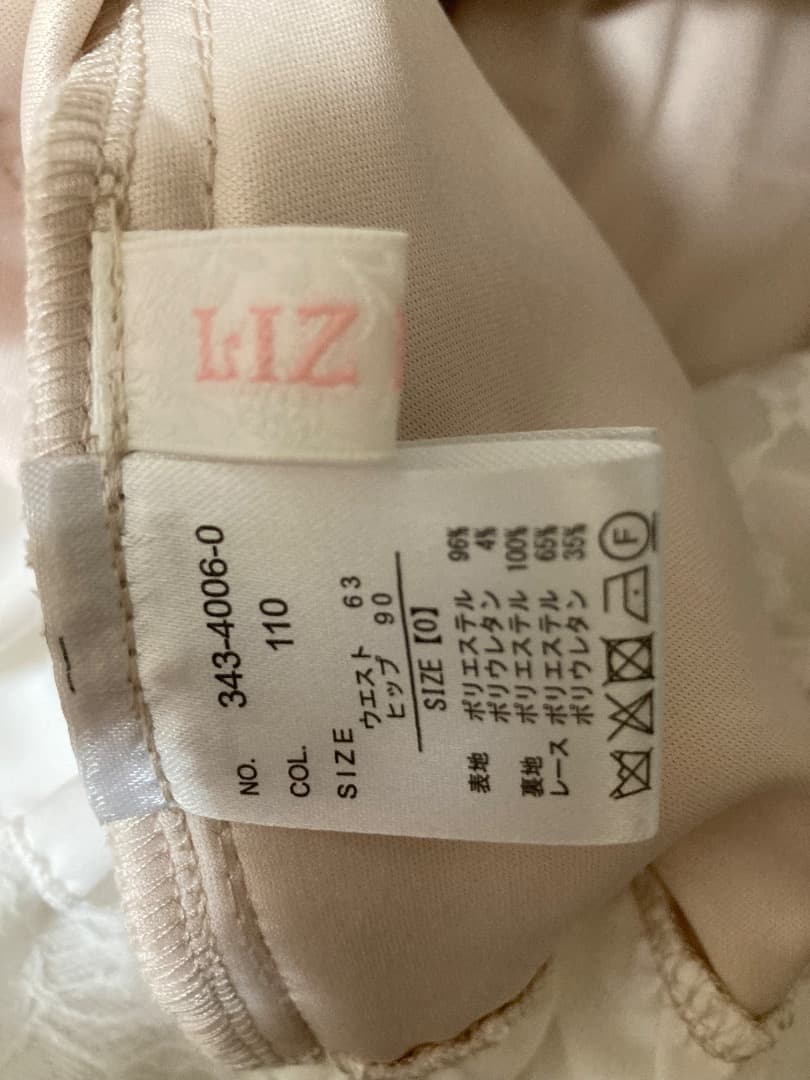 LIZ
NO. 343-4006-0
COL. 110
SIZE
ウエスト 63
ヒップ 90
SIZE【0】
表地 ポリエステル 96%
ポリウレタン 4%
裏地 ポリエステル 100%
レース ポリエステル 65%
ポリウレタン 35%
F